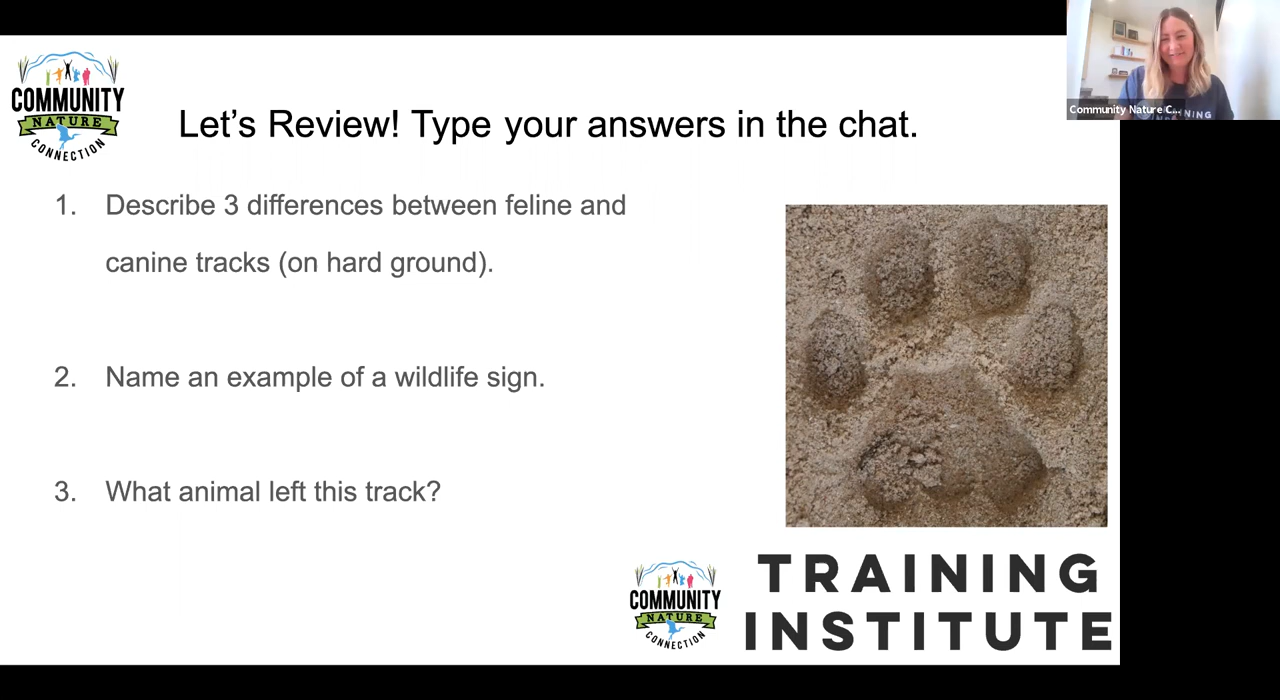 COMMUNITY
NATURE
CONNECTION
Let's Review! Type your answers in the chat.
Community Nature C...
NING
1. Describe 3 differences between feline and
canine tracks (on hard ground).
2. Name an example of a wildlife sign.
3. What animal left this track?
COMMUNITY
NATURE
CONNECTION
TRAINING
INSTITUTE